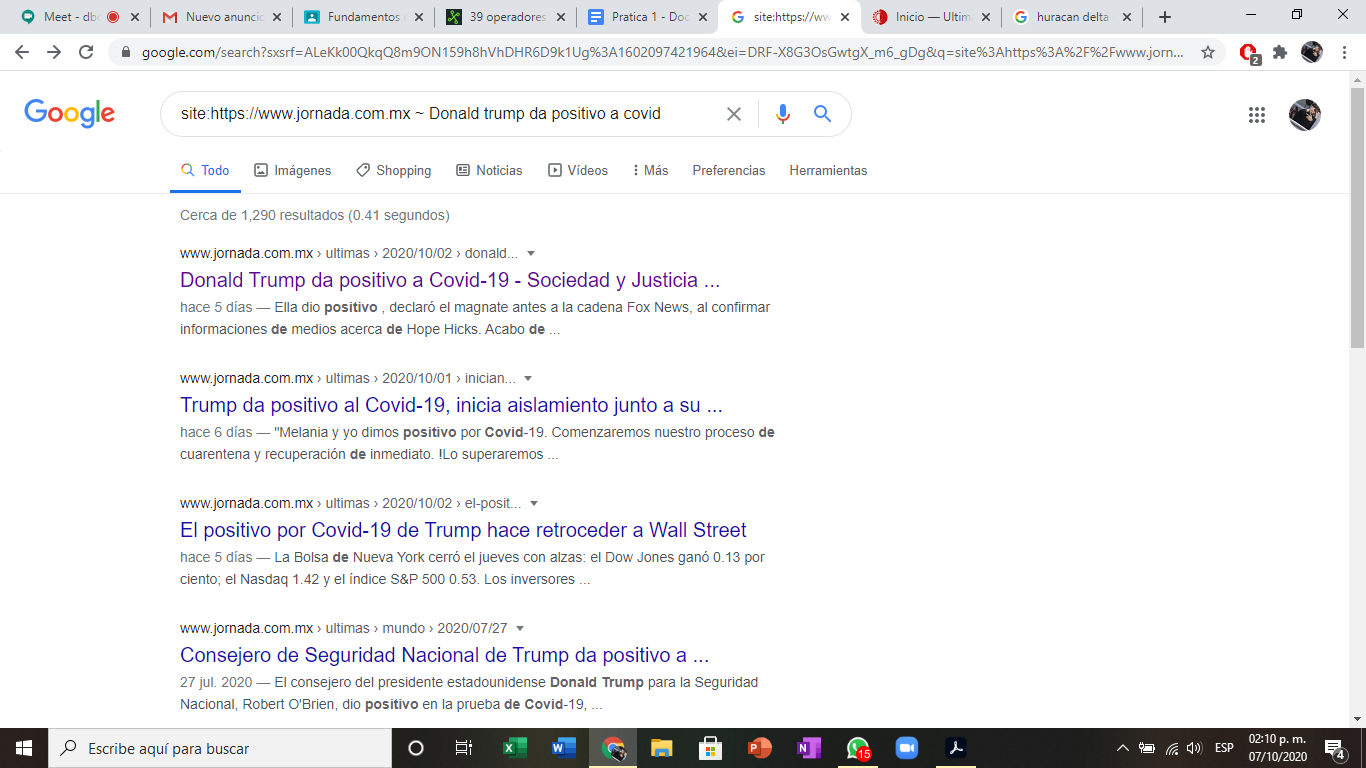 Meet - dbo
Nuevo anuncio
Fundamentos
39 operadores
Pratica 1 - Doc
site:https://ww
Inicio — Ultim
huracan delta
google.com/search?sxsrf=ALeKk00QkqQ8m9ON159h8hVhDHR6D9k1Ug%3A1602097421964&ei=DRF-X8G3OsGwtgX_m6_gDg&q=site%3Ahttps%3A%2F%2Fwww.jorn...
2
Google
site:https://www.jornada.com.mx ~ Donald trump da positivo a covid
Todo Imágenes Shopping Noticias Vídeos Más Preferencias Herramientas
Cerca de 1,290 resultados (0.41 segundos)
www.jornada.com.mx › ultimas › 2020/10/02 › donald...
Donald Trump da positivo a Covid-19 - Sociedad y Justicia ...
hace 5 días — Ella dio positivo , declaró el magnate antes a la cadena Fox News, al confirmar
informaciones de medios acerca de Hope Hicks. Acabo de ...
www.jornada.com.mx › ultimas › 2020/10/01 › inician...
Trump da positivo al Covid-19, inicia aislamiento junto a su ...
hace 6 días — "Melania y yo dimos positivo por Covid-19. Comenzaremos nuestro proceso de
cuarentena y recuperación de inmediato. !Lo superaremos ...
www.jornada.com.mx › ultimas › 2020/10/02 › el-posit...
El positivo por Covid-19 de Trump hace retroceder a Wall Street
hace 5 días — La Bolsa de Nueva York cerró el jueves con alzas: el Dow Jones ganó 0.13 por
ciento; el Nasdaq 1.42 y el índice S&P 500 0.53. Los inversores ...
www.jornada.com.mx › ultimas › mundo › 2020/07/27
Consejero de Seguridad Nacional de Trump da positivo a ...
27 jul. 2020 — El consejero del presidente estadounidense Donald Trump para la Seguridad
Nacional, Robert O'Brien, dio positivo en la prueba de Covid-19, ...
Escribe aquí para buscar
15
ESP
02:10 p. m.
07/10/2020
4